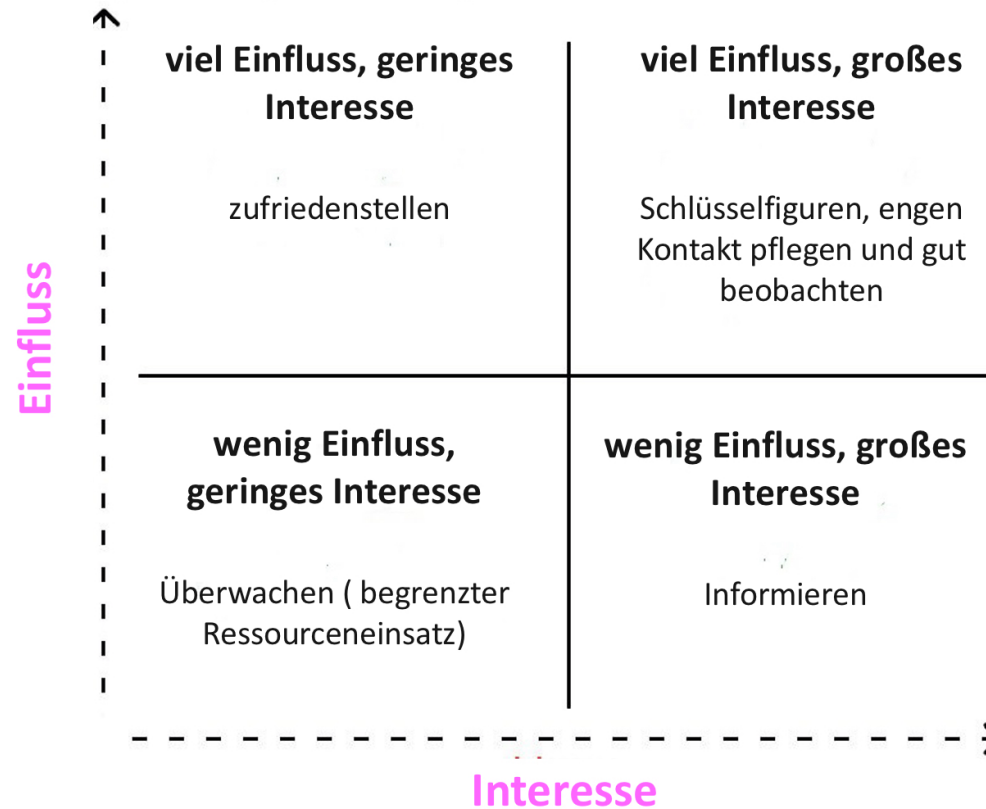 viel Einfluss, geringes
Interesse
zufriedenstellen
viel Einfluss, großes
Interesse
Schlüsselfiguren, engen
Kontakt pflegen und gut
beobachten
Einfluss
wenig Einfluss,
geringes Interesse
Überwachen ( begrenzter
Ressourceneinsatz)
wenig Einfluss, großes
Interesse
Informieren
Interesse